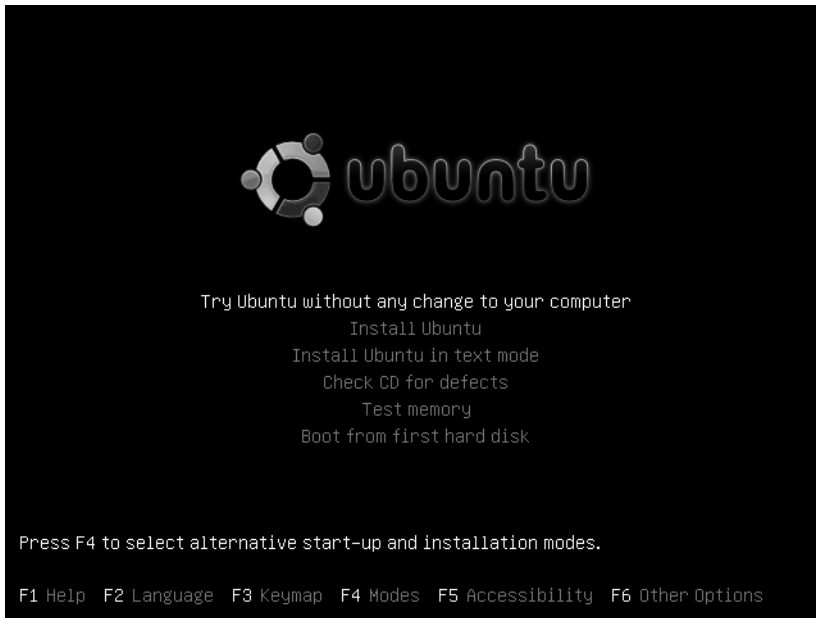 ubuntu
Try Ubuntu without any change to your computer
Install Ubuntu
Install Ubuntu in text mode
Check CD for defects
Test memory
Boot from first hard disk
Press F4 to select alternative start-up and installation modes.
F1 Help F2 Language F3 Keymap F4 Modes F5 Accessibility F6 Other Options